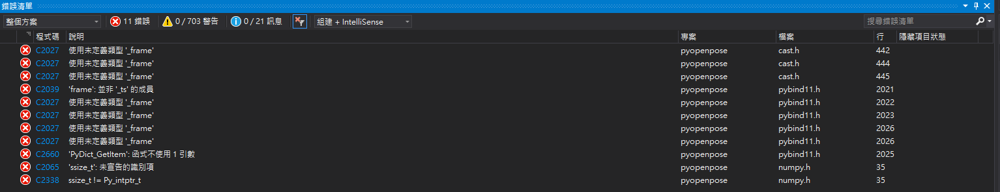 錯誤清單
整個方案 11 錯誤 0 / 703 警告 0 / 21 訊息 組建 + IntelliSense 搜尋錯誤清單
程式碼 說明 專案 檔案 行 隱藏項目狀態
C2027 使用未定義類型 '_frame' pyopenpose cast.h 442
C2027 使用未定義類型 '_frame' pyopenpose cast.h 444
C2027 使用未定義類型 '_frame' pyopenpose cast.h 445
C2039 'frame': 並非 '_ts' 的成員 pyopenpose pybind11.h 2021
C2027 使用未定義類型 '_frame' pyopenpose pybind11.h 2022
C2027 使用未定義類型 '_frame' pyopenpose pybind11.h 2023
C2027 使用未定義類型 '_frame' pyopenpose pybind11.h 2026
C2027 使用未定義類型 '_frame' pyopenpose pybind11.h 2026
C2660 'PyDict_GetItem': 函式不使用 1 引數 pyopenpose pybind11.h 2025
C2065 'ssize_t': 未宣告的識別項 pyopenpose numpy.h 35
C2338 ssize_t != Py_intptr_t pyopenpose numpy.h 35